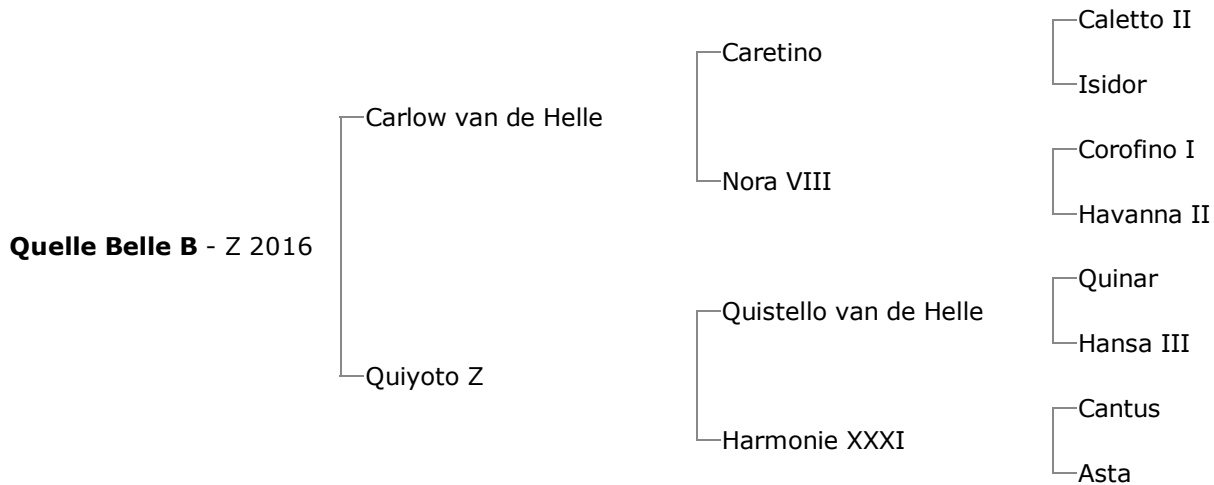 Caletto II
Caretino
Isidor
Carlow van de Helle
Corofino I
Nora VIII
Havanna II
Quelle Belle B - Z 2016
Quinar
Quistello van de Helle
Hansa III
Quiyoto Z
Cantus
Harmonie XXXI
Asta